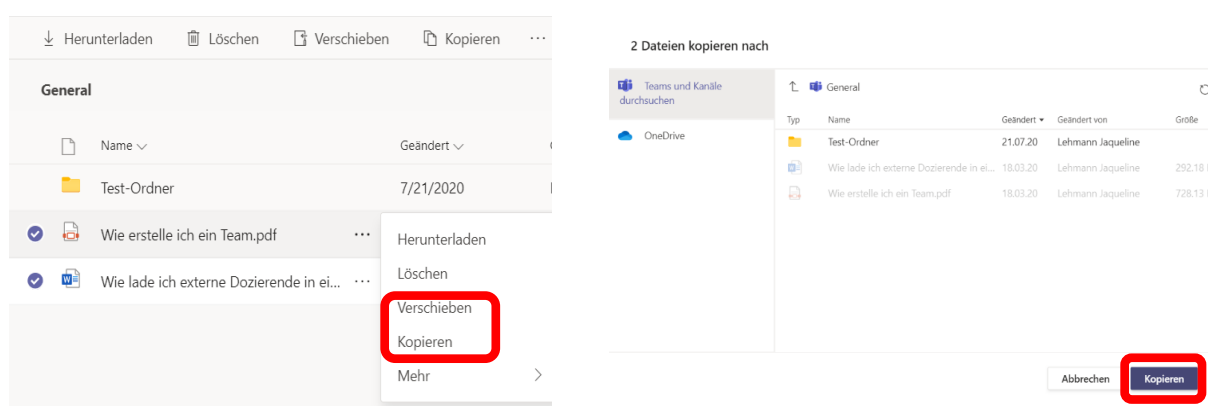 Herunterladen Löschen Verschieben Kopieren ...
General
Name Geändert
Test-Ordner 7/21/2020
Wie erstelle ich ein Team.pdf ...
Wie lade ich externe Dozierende in ei... ...
Herunterladen
Löschen
Verschieben
Kopieren
Mehr
2 Dateien kopieren nach
Teams und Kanäle
durchsuchen
OneDrive
General
Typ Name Geändert Geändert von Größe
Test-Ordner 21.07.20 Lehmann Jaqueline
Wie lade ich externe Dozierende in ei... 18.03.20 Lehmann Jaqueline 292.18
Wie erstelle ich ein Team.pdf 18.03.20 Lehmann Jaqueline 728.13
Abbrechen Kopieren